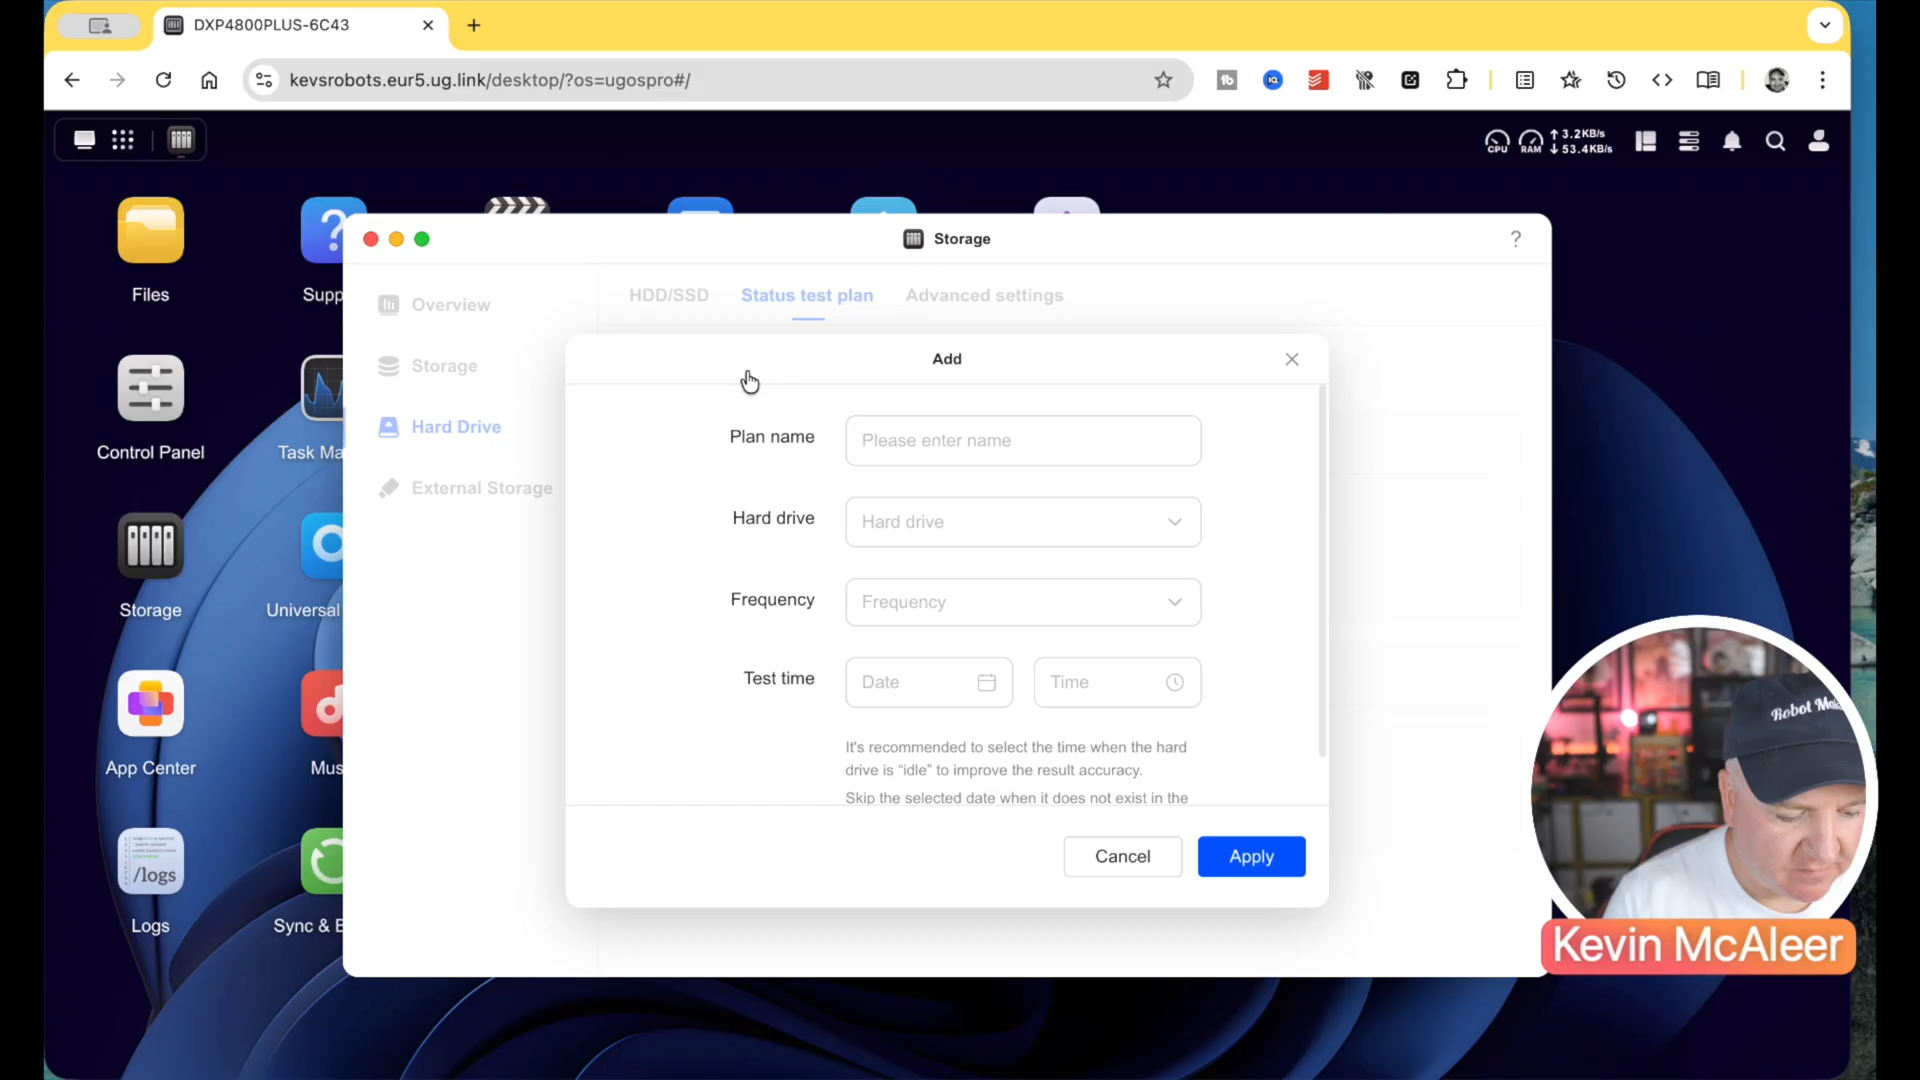 DXP4800PLUS-6C43
kevsrobots.eur5.ug.link/desktop/?os=ugospro#/
tb
IQ
CPU
RAM
3.2KB/s
53.4KB/s
Files
Supp
Storage
Overview
HDD/SSD
Status test plan
Advanced settings
Storage
Add
Hard Drive
Plan name
Please enter name
Control Panel
Task Ma
External Storage
Hard drive
Hard drive
Frequency
Frequency
Storage
Universal
Test time
Date
Time
It's recommended to select the time when the hard
drive is “idle” to improve the result accuracy.
Skip the selected date when it does not exist in the
App Center
Mus
Cancel
Apply
/logs
Logs
Sync & B
Kevin McAleer